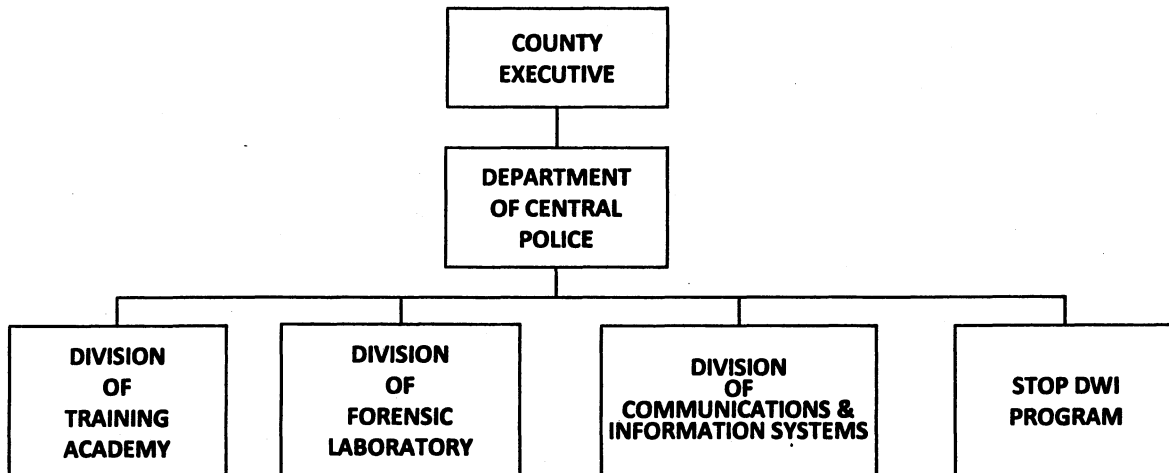 COUNTY
EXECUTIVE
DEPARTMENT
OF CENTRAL
POLICE
DIVISION
OF
TRAINING
ACADEMY
DIVISION
OF
FORENSIC
LABORATORY
DIVISION
OF
COMMUNICATIONS &
INFORMATION SYSTEMS
STOP DWI
PROGRAM